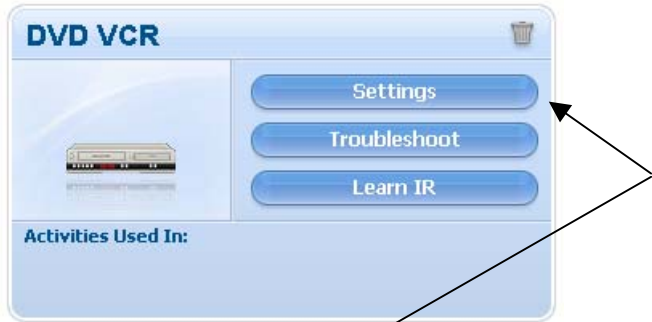 DVD VCR
Settings
Troubleshoot
Learn IR
Activities Used In: